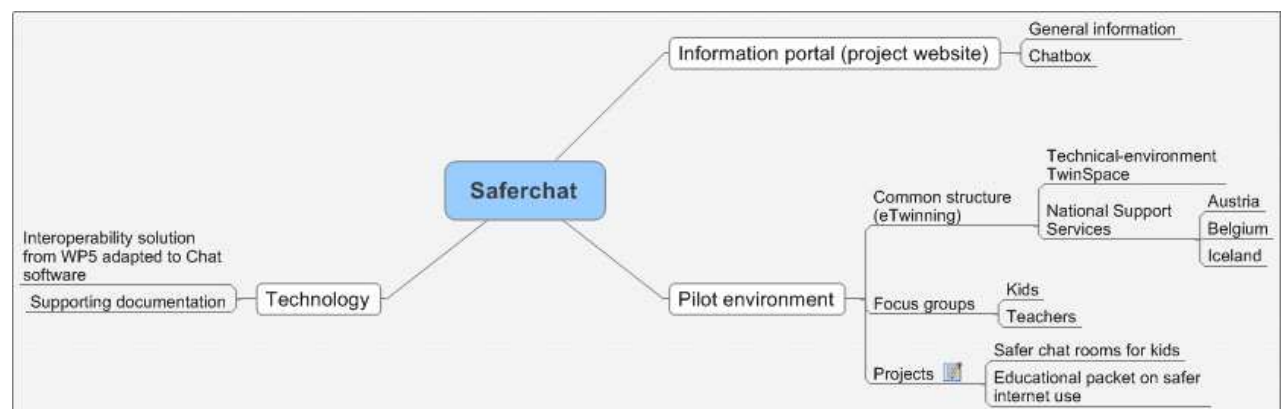 General information
Information portal (project website)
Chatbox
Technical-environment
TwinSpace
Saferchat
Common structure
(eTwinning)
National Support
Services
Austria
Belgium
Iceland
Interoperability solution
from WP5 adapted to Chat
software
Supporting documentation
Technology
Pilot environment
Focus groups
Kids
Teachers
Projects
Safer chat rooms for kids
Educational packet on safer
internet use